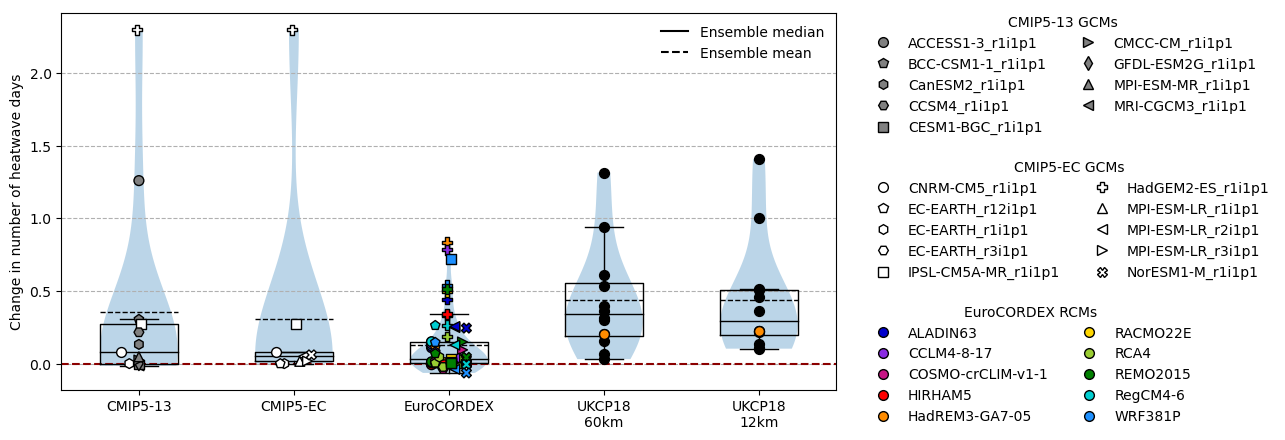 Change in number of heatwave days
2.0
1.5
1.0
0.5
0.0
Ensemble median
Ensemble mean
CMIP5-13
CMIP5-EC
EuroCORDEX
UKCP18
60km
UKCP18
12km
CMIP5-13 GCMs
ACCESS1-3_r1i1p1
BCC-CSM1-1_r1i1p1
CanESM2_r1i1p1
CCSM4_r1i1p1
CESM1-BGC_r1i1p1
CMCC-CM_r1i1p1
GFDL-ESM2G_r1i1p1
MPI-ESM-MR_r1i1p1
MRI-CGCM3_r1i1p1
CMIP5-EC GCMs
CNRM-CM5_r1i1p1
EC-EARTH_r12i1p1
EC-EARTH_r1i1p1
EC-EARTH_r3i1p1
IPSL-CM5A-MR_r1i1p1
HadGEM2-ES_r1i1p1
MPI-ESM-LR_r1i1p1
MPI-ESM-LR_r2i1p1
MPI-ESM-LR_r3i1p1
NorESM1-M_r1i1p1
EuroCORDEX RCMs
ALADIN63
CCLM4-8-17
COSMO-crCLIM-v1-1
HIRHAM5
HadREM3-GA7-05
RACMO22E
RCA4
REMO2015
RegCM4-6
WRF381P